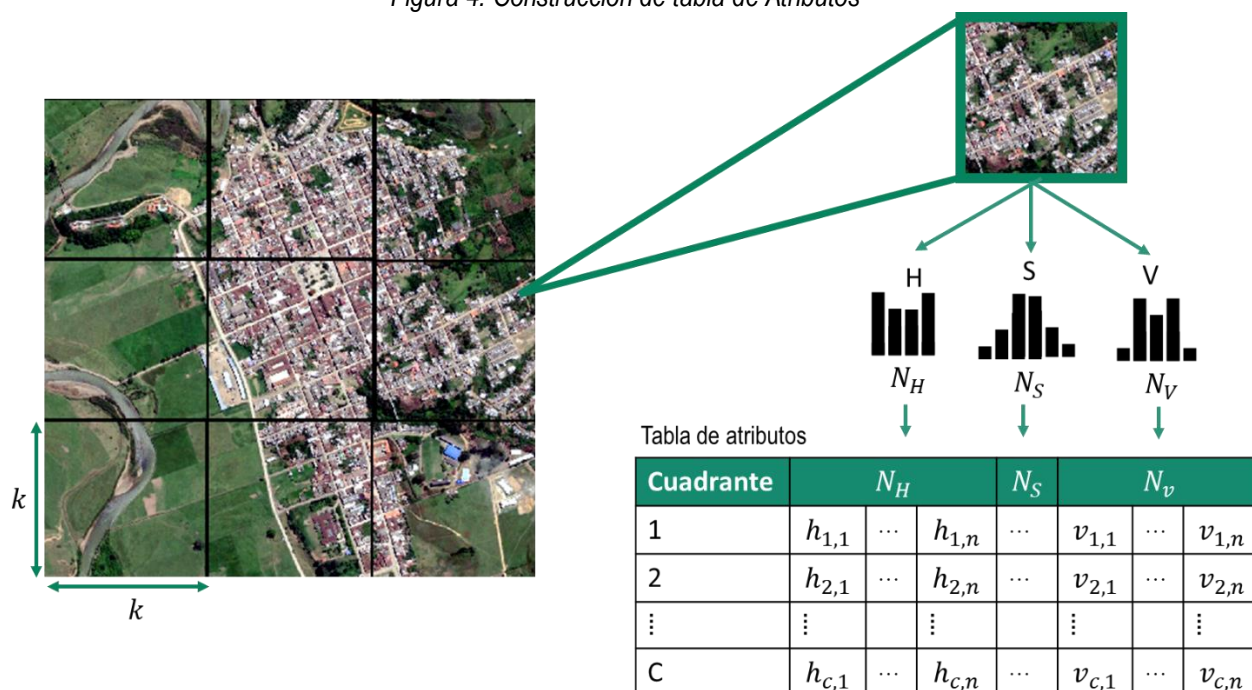 Figura 4. Construcción de tabla de Atributos
H S V
N_H N_S N_V
k
k
Tabla de atributos
Cuadrante N_H N_S N_v
1 h_{1,1} ... h_{1,n} ... v_{1,1} ... v_{1,n}
2 h_{2,1} ... h_{2,n} ... v_{2,1} ... v_{2,n}
⋮ ⋮ ⋮ ⋮ ⋮
C h_{c,1} ... h_{c,n} ... v_{c,1} ... v_{c,n}